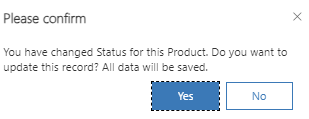 Please confirm
You have changed Status for this Product. Do you want to
update this record? All data will be saved.
Yes
No